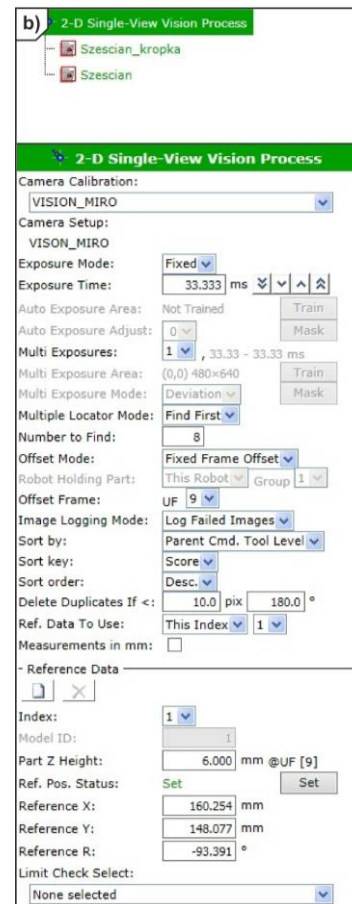 b) 2-D Single-View Vision Process
Szescian_kropka
Szescian
2-D Single-View Vision Process
Camera Calibration:
VISION_MIRO
Camera Setup:
VISON_MIRO
Exposure Mode: Fixed
Exposure Time: 33.333 ms
Auto Exposure Area: Not Trained Train
Auto Exposure Adjust: 0 Mask
Multi Exposures: 1 , 33.33 - 33.33 ms
Multi Exposure Area: (0,0) 480×640 Train
Multi Exposure Mode: Deviation Mask
Multiple Locator Mode: Find First
Number to Find: 8
Offset Mode: Fixed Frame Offset
Robot Holding Part: This Robot Group 1
Offset Frame: UF 9
Image Logging Mode: Log Failed Images
Sort by: Parent Cmd. Tool Level
Sort key: Score
Sort order: Desc.
Delete Duplicates If <: 10.0 pix 180.0 °
Ref. Data To Use: This Index 1
Measurements in mm:
- Reference Data
Index: 1
Model ID: 1
Part Z Height: 6.000 mm @UF [9]
Ref. Pos. Status: Set Set
Reference X: 160.254 mm
Reference Y: 148.077 mm
Reference R: -93.391 °
Limit Check Select:
None selected